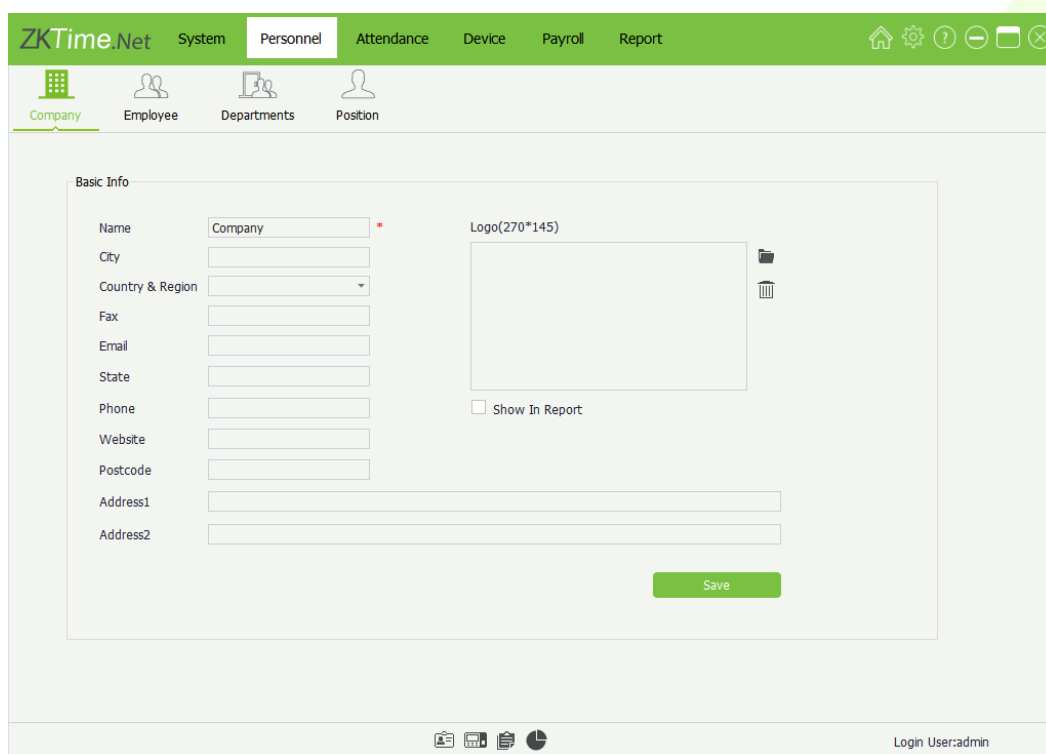 ZKTime.Net System Personnel Attendance Device Payroll Report ?
Company Employee Departments Position
Basic Info
Name Company * Logo(270*145)
City
Country & Region
Fax
Email
State
Phone Show In Report
Website
Postcode
Address1
Address2
Save
Login User:admin